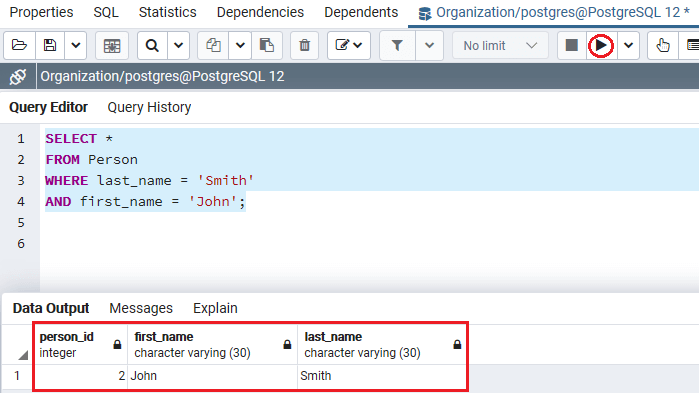 Properties SQL Statistics Dependencies Dependents Organization/postgres@PostgreSQL 12 *
No limit
Organization/postgres@PostgreSQL 12
Query Editor Query History
1 SELECT *
2 FROM Person
3 WHERE last_name = 'Smith'
4 AND first_name = 'John';
5
6
Data Output Messages Explain
person_id first_name last_name
integer character varying (30) character varying (30)
1 2 John Smith